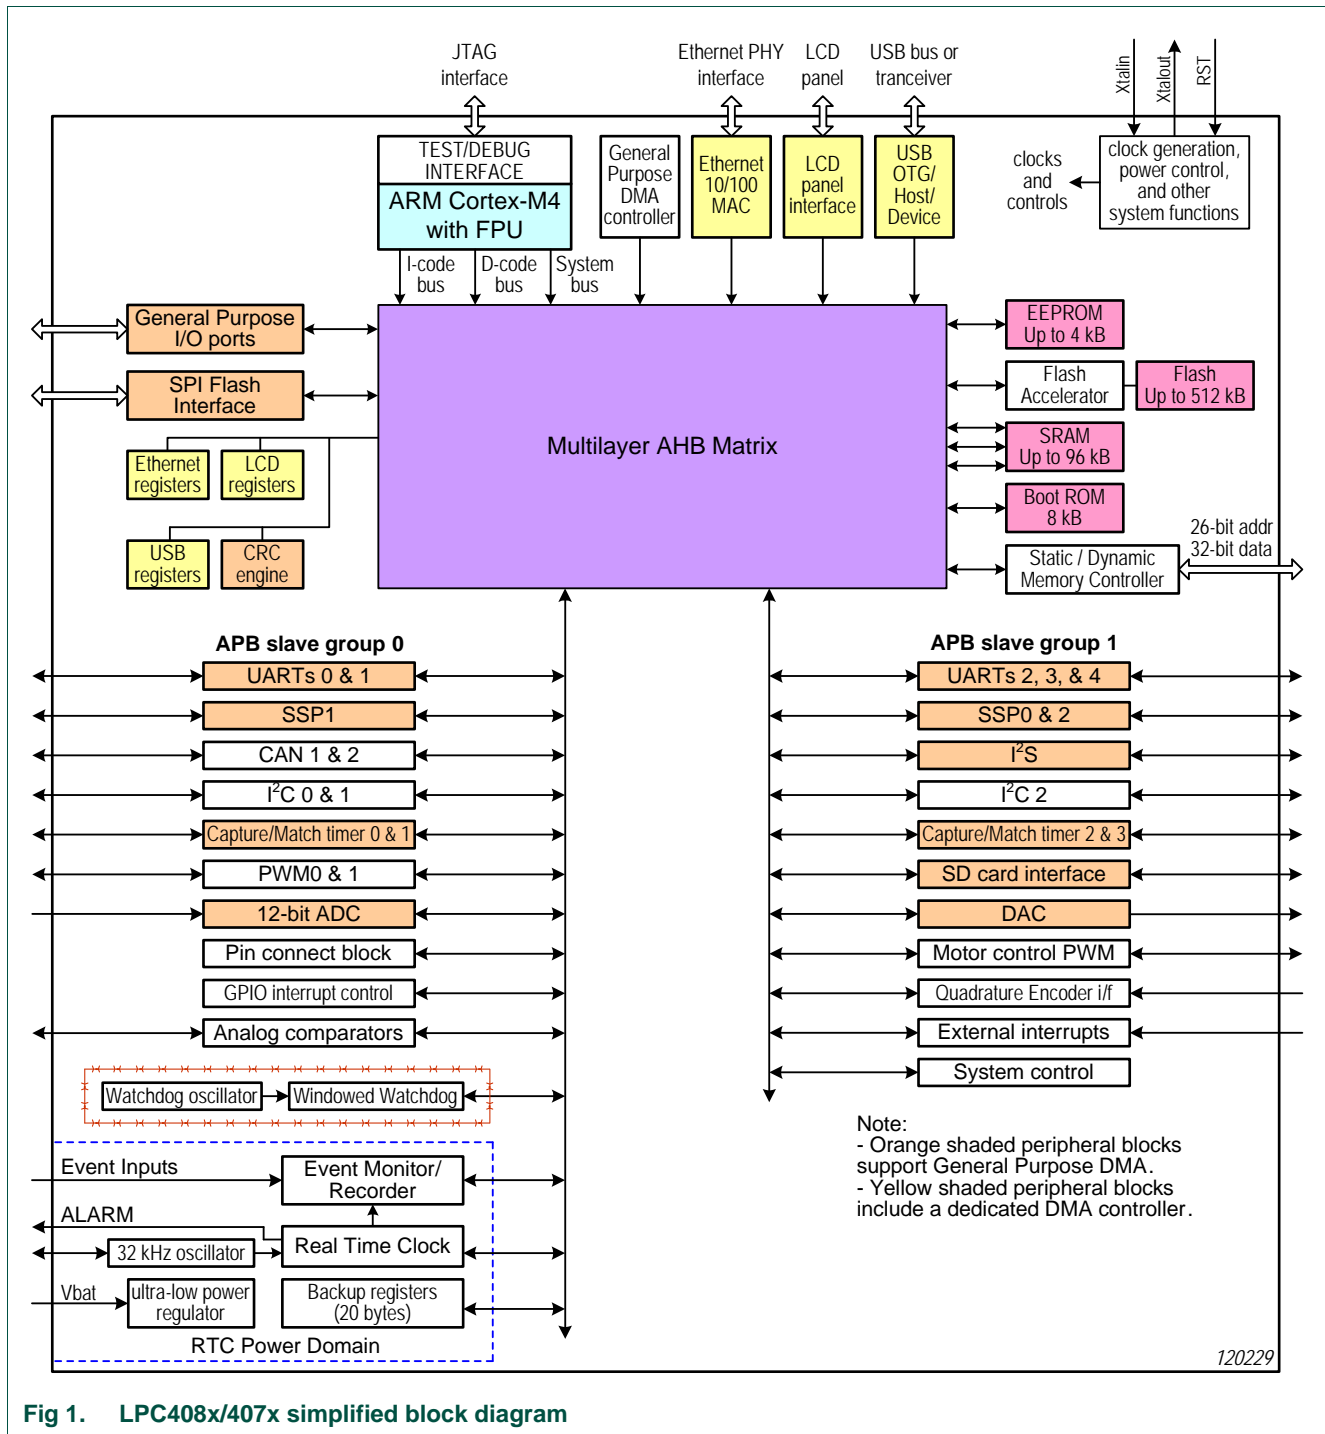 JTAG
interface
Ethernet PHY
interface
LCD
panel
USB bus or
tranceiver
Xtalin
Xtalout
RST
TEST/DEBUG
INTERFACE
ARM Cortex-M4
with FPU
General
Purpose
DMA
controller
Ethernet
10/100
MAC
LCD
panel
interface
USB
OTG/
Host/
Device
clocks
and
controls
clock generation,
power control,
and other
system functions
I-code
bus
D-code
bus
System
bus
General Purpose
I/O ports
SPI Flash
Interface
Ethernet
registers
LCD
registers
USB
registers
CRC
engine
Multilayer AHB Matrix
EEPROM
Up to 4 kB
Flash
Accelerator
Flash
Up to 512 kB
SRAM
Up to 96 kB
Boot ROM
8 kB
Static / Dynamic
Memory Controller
26-bit addr
32-bit data
APB slave group 0
UARTs 0 & 1
SSP1
CAN 1 & 2
I²C 0 & 1
Capture/Match timer 0 & 1
PWM0 & 1
12-bit ADC
Pin connect block
GPIO interrupt control
Analog comparators
Watchdog oscillator
Windowed Watchdog
APB slave group 1
UARTs 2, 3, & 4
SSP0 & 2
I²S
I²C 2
Capture/Match timer 2 & 3
SD card interface
DAC
Motor control PWM
Quadrature Encoder i/f
External interrupts
System control
Event Inputs
Event Monitor/
Recorder
ALARM
32 kHz oscillator
Real Time Clock
Vbat
ultra-low power
regulator
Backup registers
(20 bytes)
RTC Power Domain
Note:
- Orange shaded peripheral blocks
support General Purpose DMA.
- Yellow shaded peripheral blocks
include a dedicated DMA controller.
120229
Fig 1. LPC408x/407x simplified block diagram